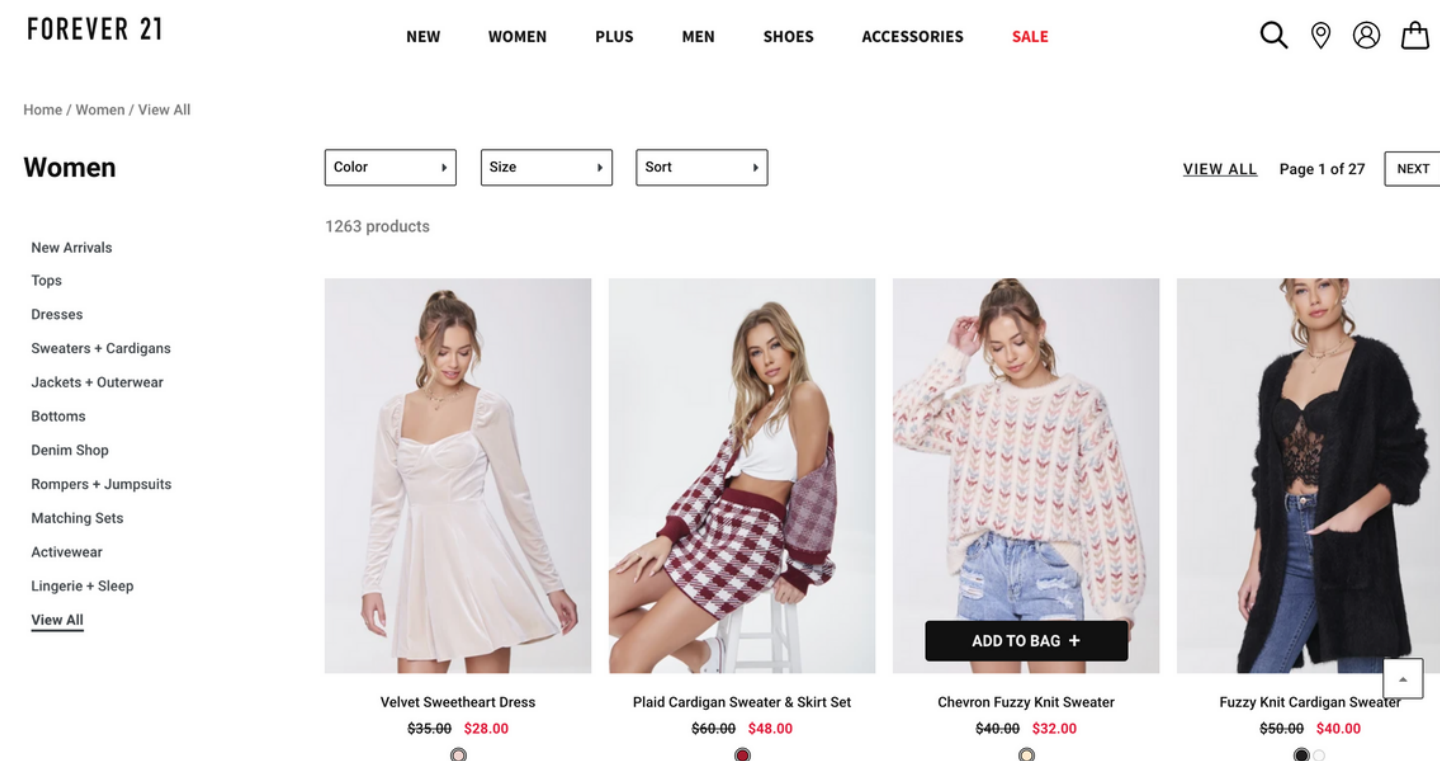 FOREVER 21
NEW WOMEN PLUS MEN SHOES ACCESSORIES SALE
Home / Women / View All
Women
Color Size Sort
VIEW ALL Page 1 of 27 NEXT
1263 products
New Arrivals
Tops
Dresses
Sweaters + Cardigans
Jackets + Outerwear
Bottoms
Denim Shop
Rompers + Jumpsuits
Matching Sets
Activewear
Lingerie + Sleep
View All
ADD TO BAG +
Velvet Sweetheart Dress
$35.00 $28.00
Plaid Cardigan Sweater & Skirt Set
$60.00 $48.00
Chevron Fuzzy Knit Sweater
$40.00 $32.00
Fuzzy Knit Cardigan Sweater
$50.00 $40.00